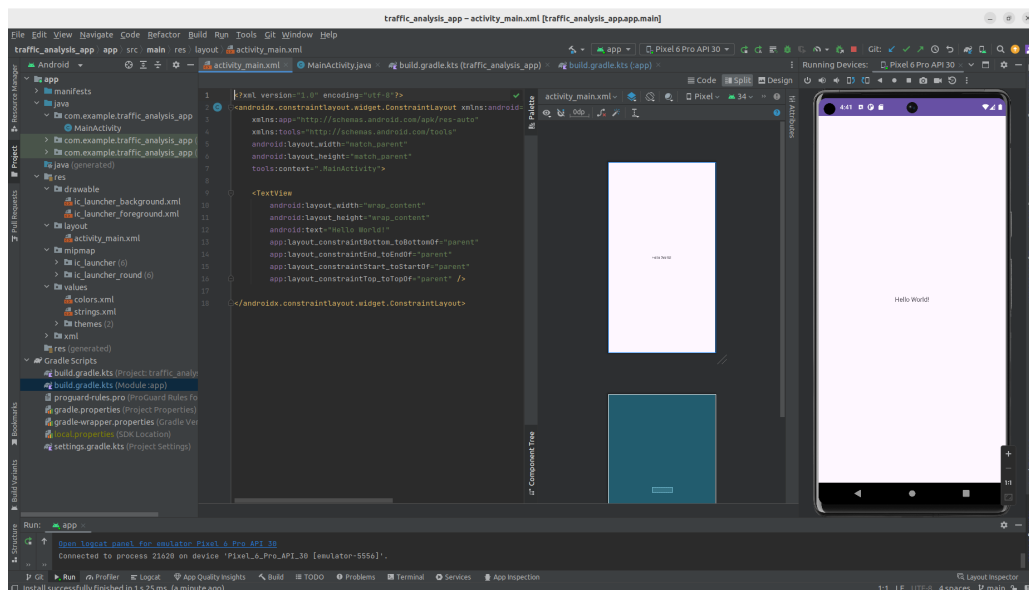 traffic_analysis_app – activity_main.xml [traffic_analysis_app.app.main]
File Edit View Navigate Code Refactor Build Run Tools Git Window Help
traffic_analysis_app app src main res layout activity_main.xml
app Pixel 6 Pro API 30 Git:
Android activity_main.xml MainActivity.java build.gradle.kts (traffic_analysis_app) build.gradle.kts (:app) Running Devices: Pixel 6 Pro API 30
Code Split Design
Resource Manager
Project
Pull Requests
Bookmarks
Build Variants
Structure
app
manifests
java
com.example.traffic_analysis_app
MainActivity
com.example.traffic_analysis_app (
com.example.traffic_analysis_app (
java (generated)
res
drawable
ic_launcher_background.xml
ic_launcher_foreground.xml
layout
activity_main.xml
mipmap
ic_launcher (6)
ic_launcher_round (6)
values
colors.xml
strings.xml
themes (2)
xml
res (generated)
Gradle Scripts
build.gradle.kts (Project: traffic_analy
build.gradle.kts (Module :app)
proguard-rules.pro (ProGuard Rules fo
gradle.properties (Project Properties)
gradle-wrapper.properties (Gradle Ver
local.properties (SDK Location)
settings.gradle.kts (Project Settings)
1 <?xml version="1.0" encoding="utf-8"?>
2 <androidx.constraintlayout.widget.ConstraintLayout xmlns:android=
3 xmlns:app="http://schemas.android.com/apk/res-auto"
4 xmlns:tools="http://schemas.android.com/tools"
5 android:layout_width="match_parent"
6 android:layout_height="match_parent"
7 tools:context=".MainActivity">
8
9 <TextView
10 android:layout_width="wrap_content"
11 android:layout_height="wrap_content"
12 android:text="Hello World!"
13 app:layout_constraintBottom_toBottomOf="parent"
14 app:layout_constraintEnd_toEndOf="parent"
15 app:layout_constraintStart_toStartOf="parent"
16 app:layout_constraintTop_toTopOf="parent" />
17
18 </androidx.constraintlayout.widget.ConstraintLayout>
Palette
Component Tree
activity_main.xml Pixel 34
0dp
Attributes
Hello World!
4:41
Hello World!
1:1
Run: app
Open logcat panel for emulator Pixel 6 Pro API 30
Connected to process 21620 on device 'Pixel_6_Pro_API_30 [emulator-5556]'.
Git Run Profiler Logcat App Quality Insights Build TODO Problems Terminal Services App Inspection Layout Inspector
Install successfully finished in 1 s 25 ms. (a minute ago) 1:1 LF UTF-8 4 spaces main